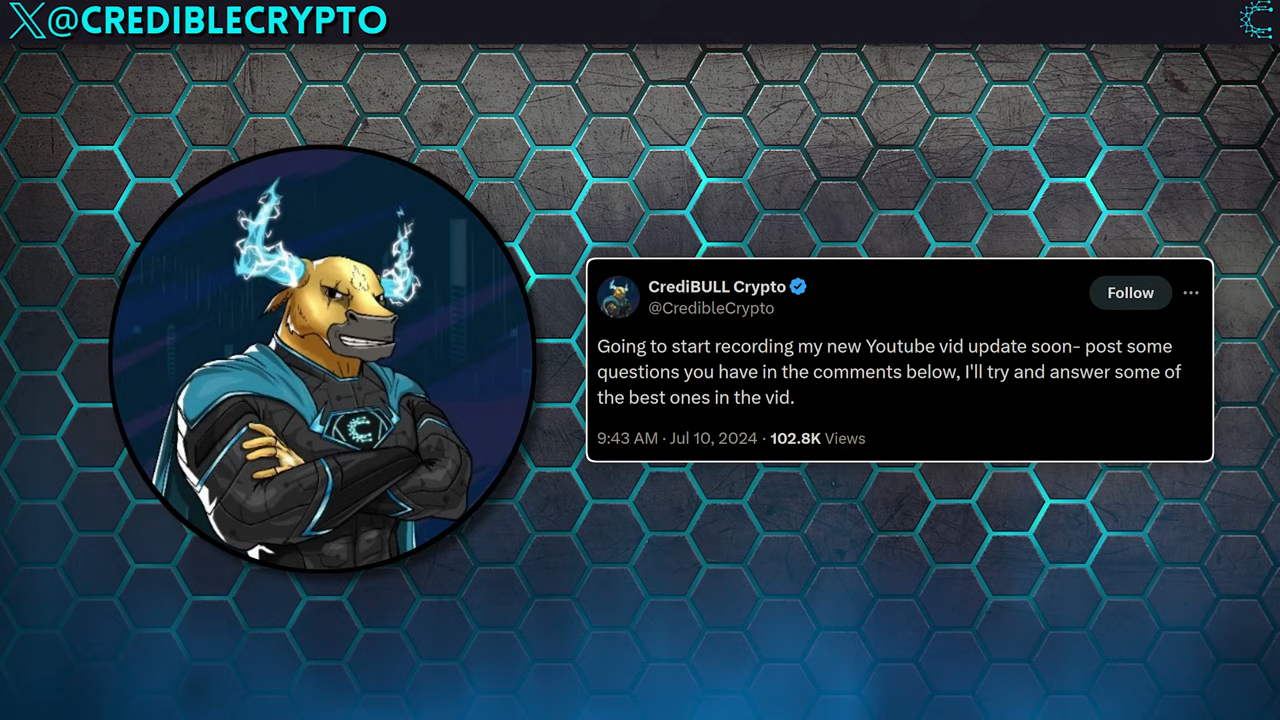 X@CREDIBLECRYPTO
CrediBULL Crypto
@CredibleCrypto
Follow
Going to start recording my new Youtube vid update soon- post some
questions you have in the comments below, I'll try and answer some of
the best ones in the vid.
9:43 AM · Jul 10, 2024 · 102.8K Views